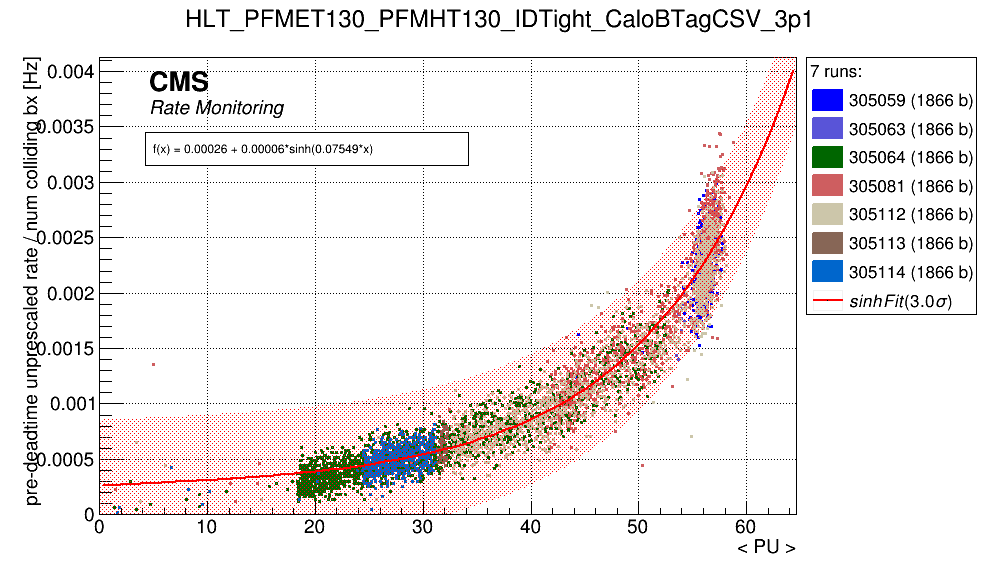 HLT_PFMET130_PFMHT130_IDTight_CaloBTagCSV_3p1
pre-deadtime unprescaled rate / num colliding bx [Hz]
0.004
0.0035
0.003
0.0025
0.002
0.0015
0.001
0.0005
0
CMS
Rate Monitoring
f(x) = 0.00026 + 0.00006*sinh(0.07549*x)
0 10 20 30 40 50 60
< PU >
7 runs:
305059 (1866 b)
305063 (1866 b)
305064 (1866 b)
305081 (1866 b)
305112 (1866 b)
305113 (1866 b)
305114 (1866 b)
sinhFit(3.0σ)